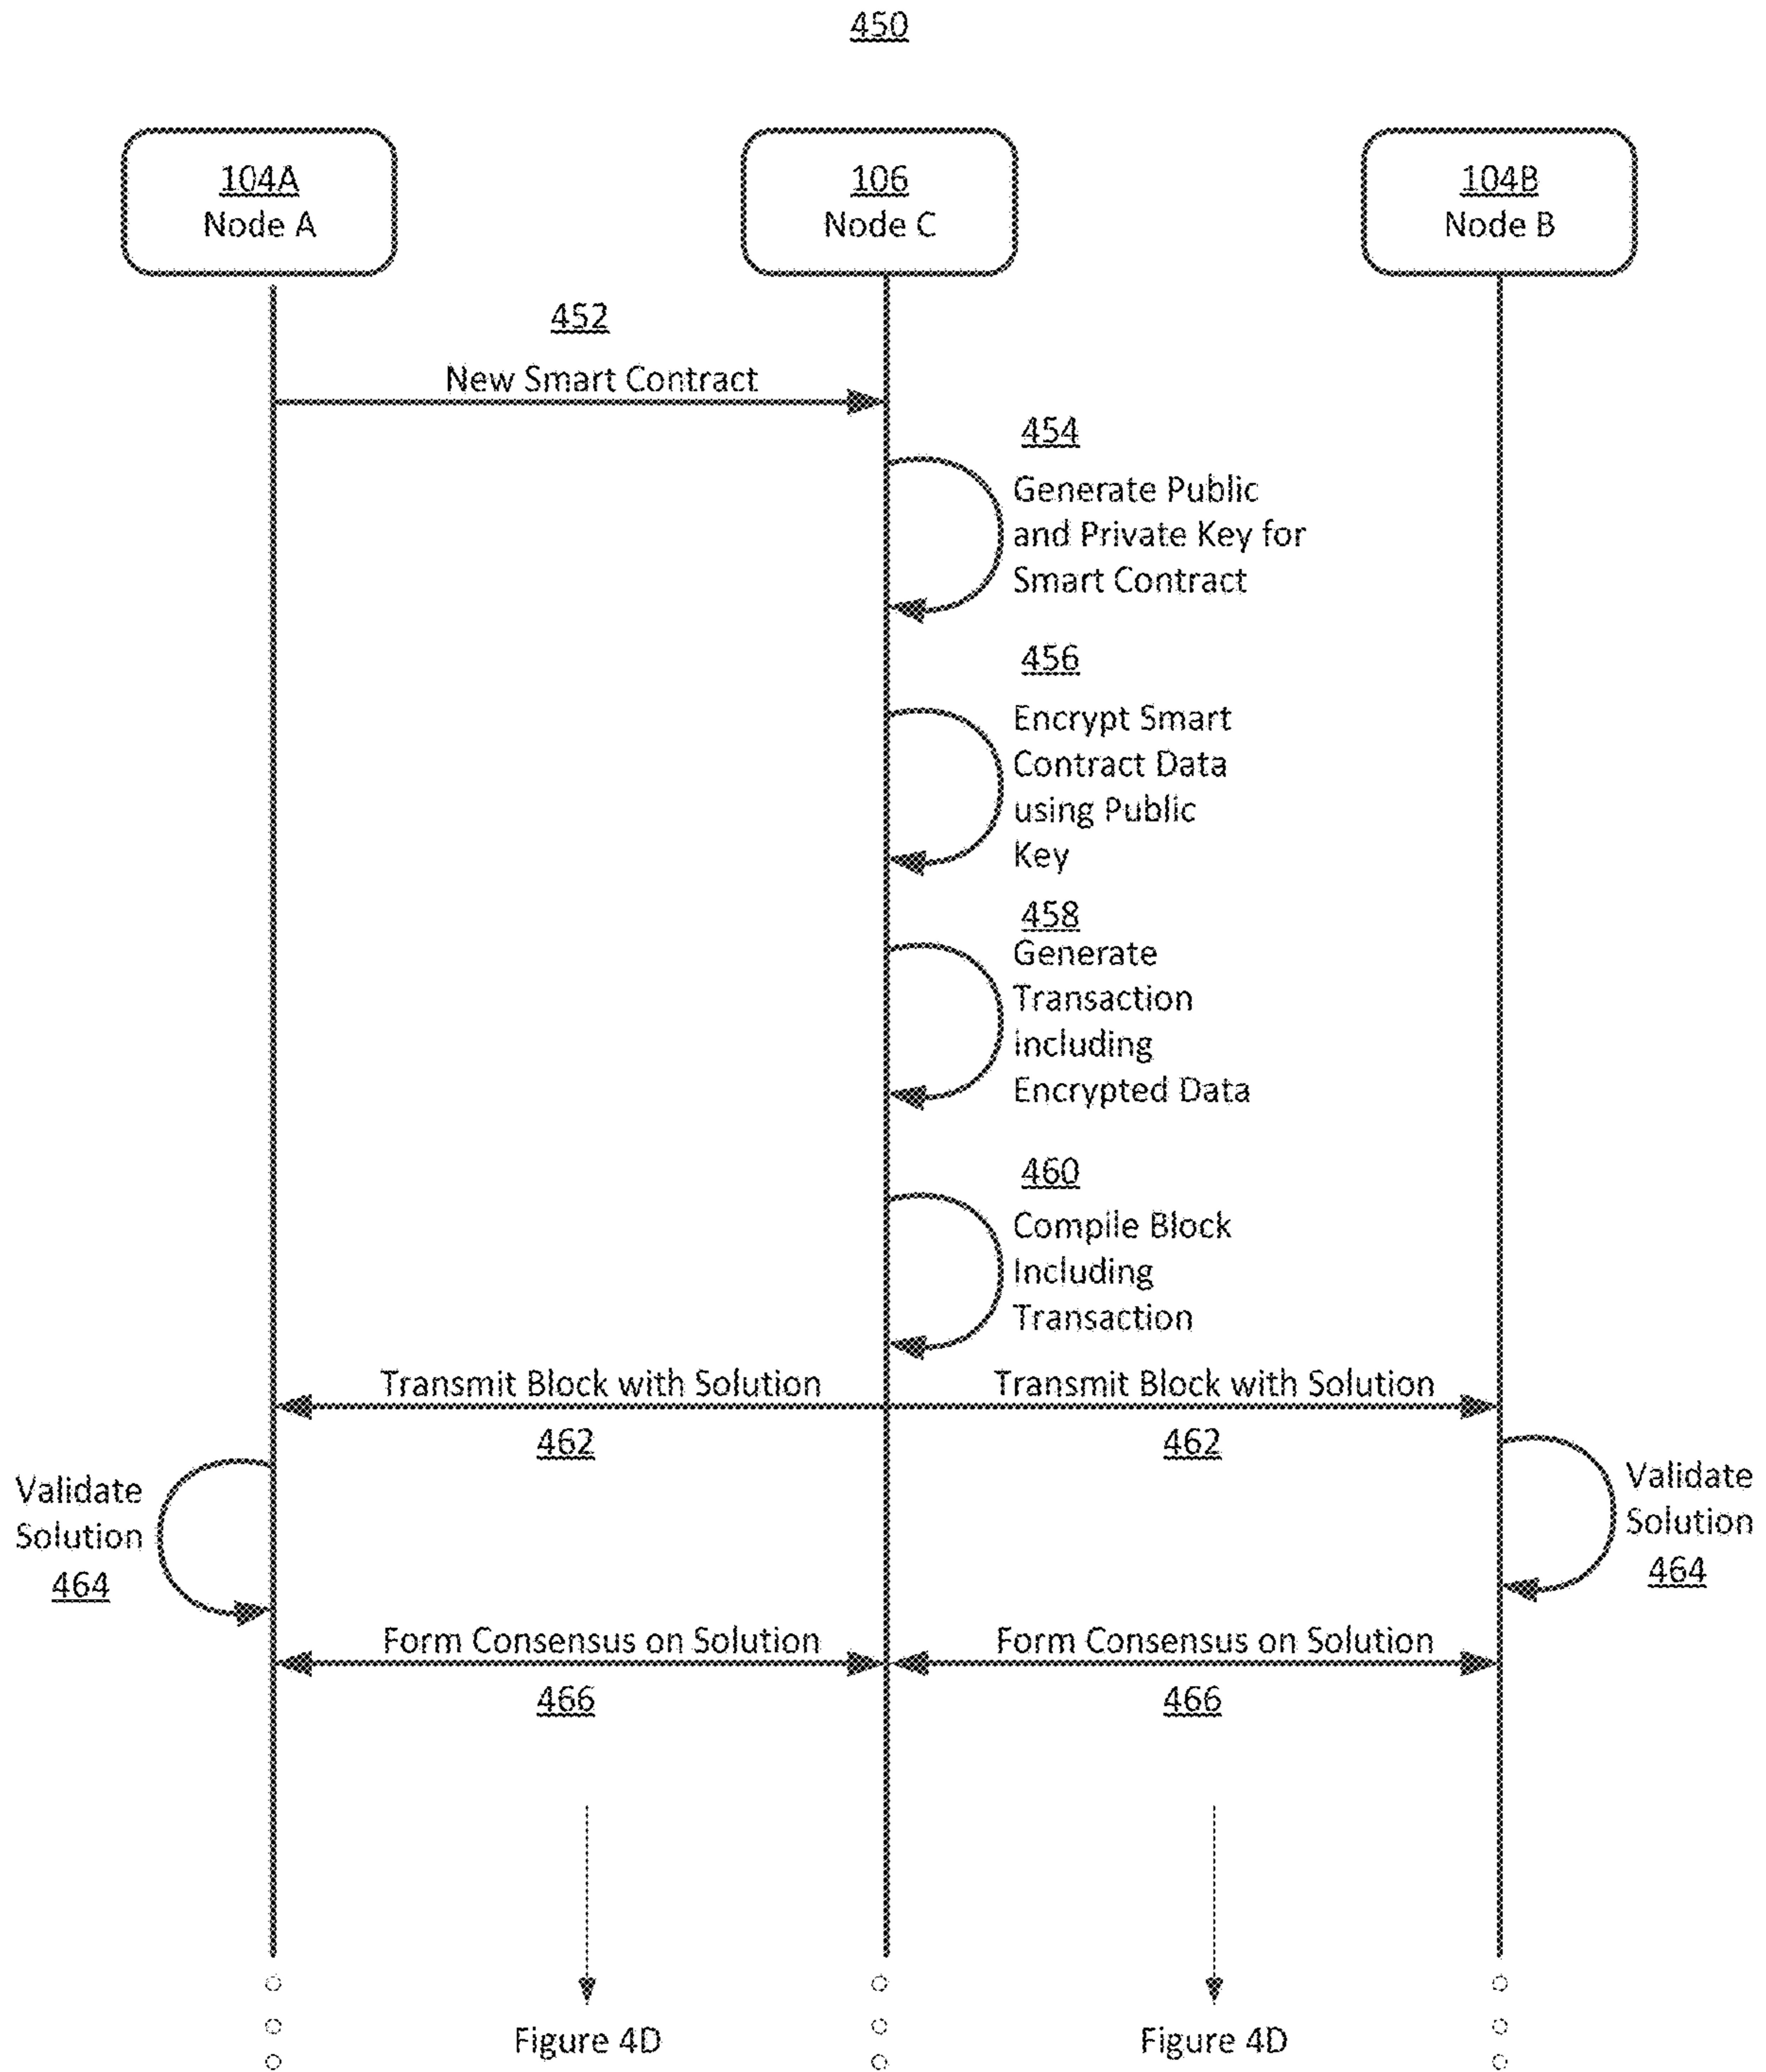 450
104A
Node A
106
Node C
104B
Node B
452
New Smart Contract
454
Generate Public
and Private Key for
Smart Contract
456
Encrypt Smart
Contract Data
using Public
Key
458
Generate
Transaction
including
Encrypted Data
460
Compile Block
Including
Transaction
Transmit Block with Solution
462
Transmit Block with Solution
462
Validate
Solution
464
Validate
Solution
464
Form Consensus on Solution
466
Form Consensus on Solution
466
Figure 4D
Figure 4D